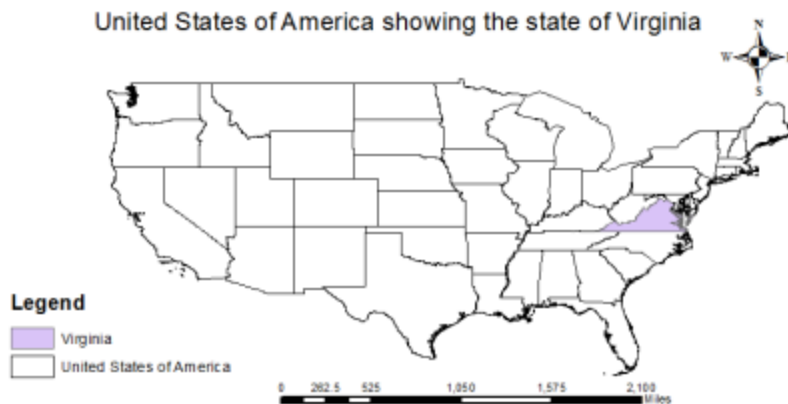 United States of America showing the state of Virginia
N
W
S
Legend
Virginia
United States of America
0 262.5 525 1,050 1,575 2,100
Miles